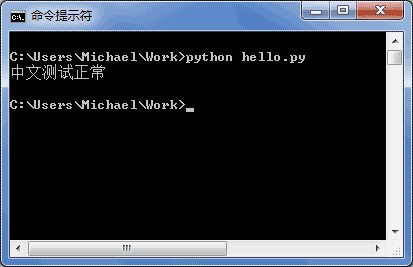 命令提示符
C:\Users\Michael\Work>python hello.py
中文测试正常
C:\Users\Michael\Work>